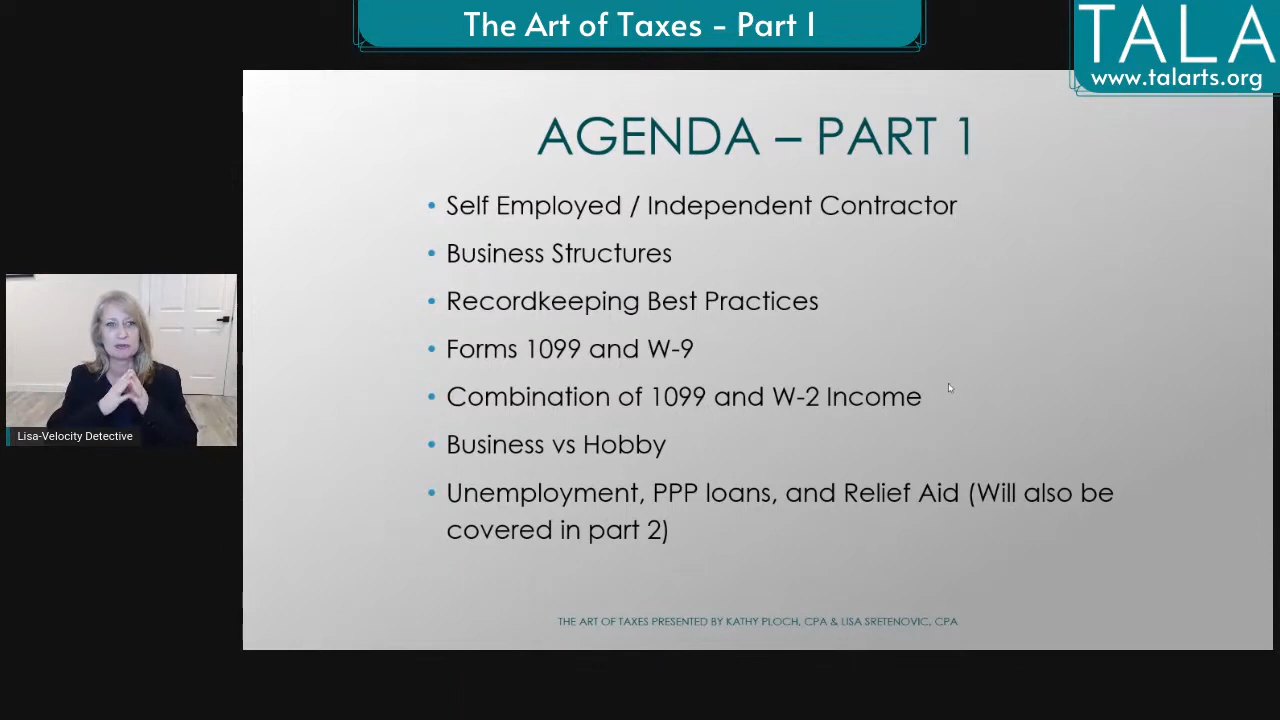 The Art of Taxes - Part I
TALA
www.talarts.org
AGENDA – PART 1
• Self Employed / Independent Contractor
• Business Structures
• Recordkeeping Best Practices
• Forms 1099 and W-9
• Combination of 1099 and W-2 Income
• Business vs Hobby
• Unemployment, PPP loans, and Relief Aid (Will also be
covered in part 2)
Lisa-Velocity Detective
THE ART OF TAXES PRESENTED BY KATHY PLOCH, CPA & LISA SRETENOVIC, CPA